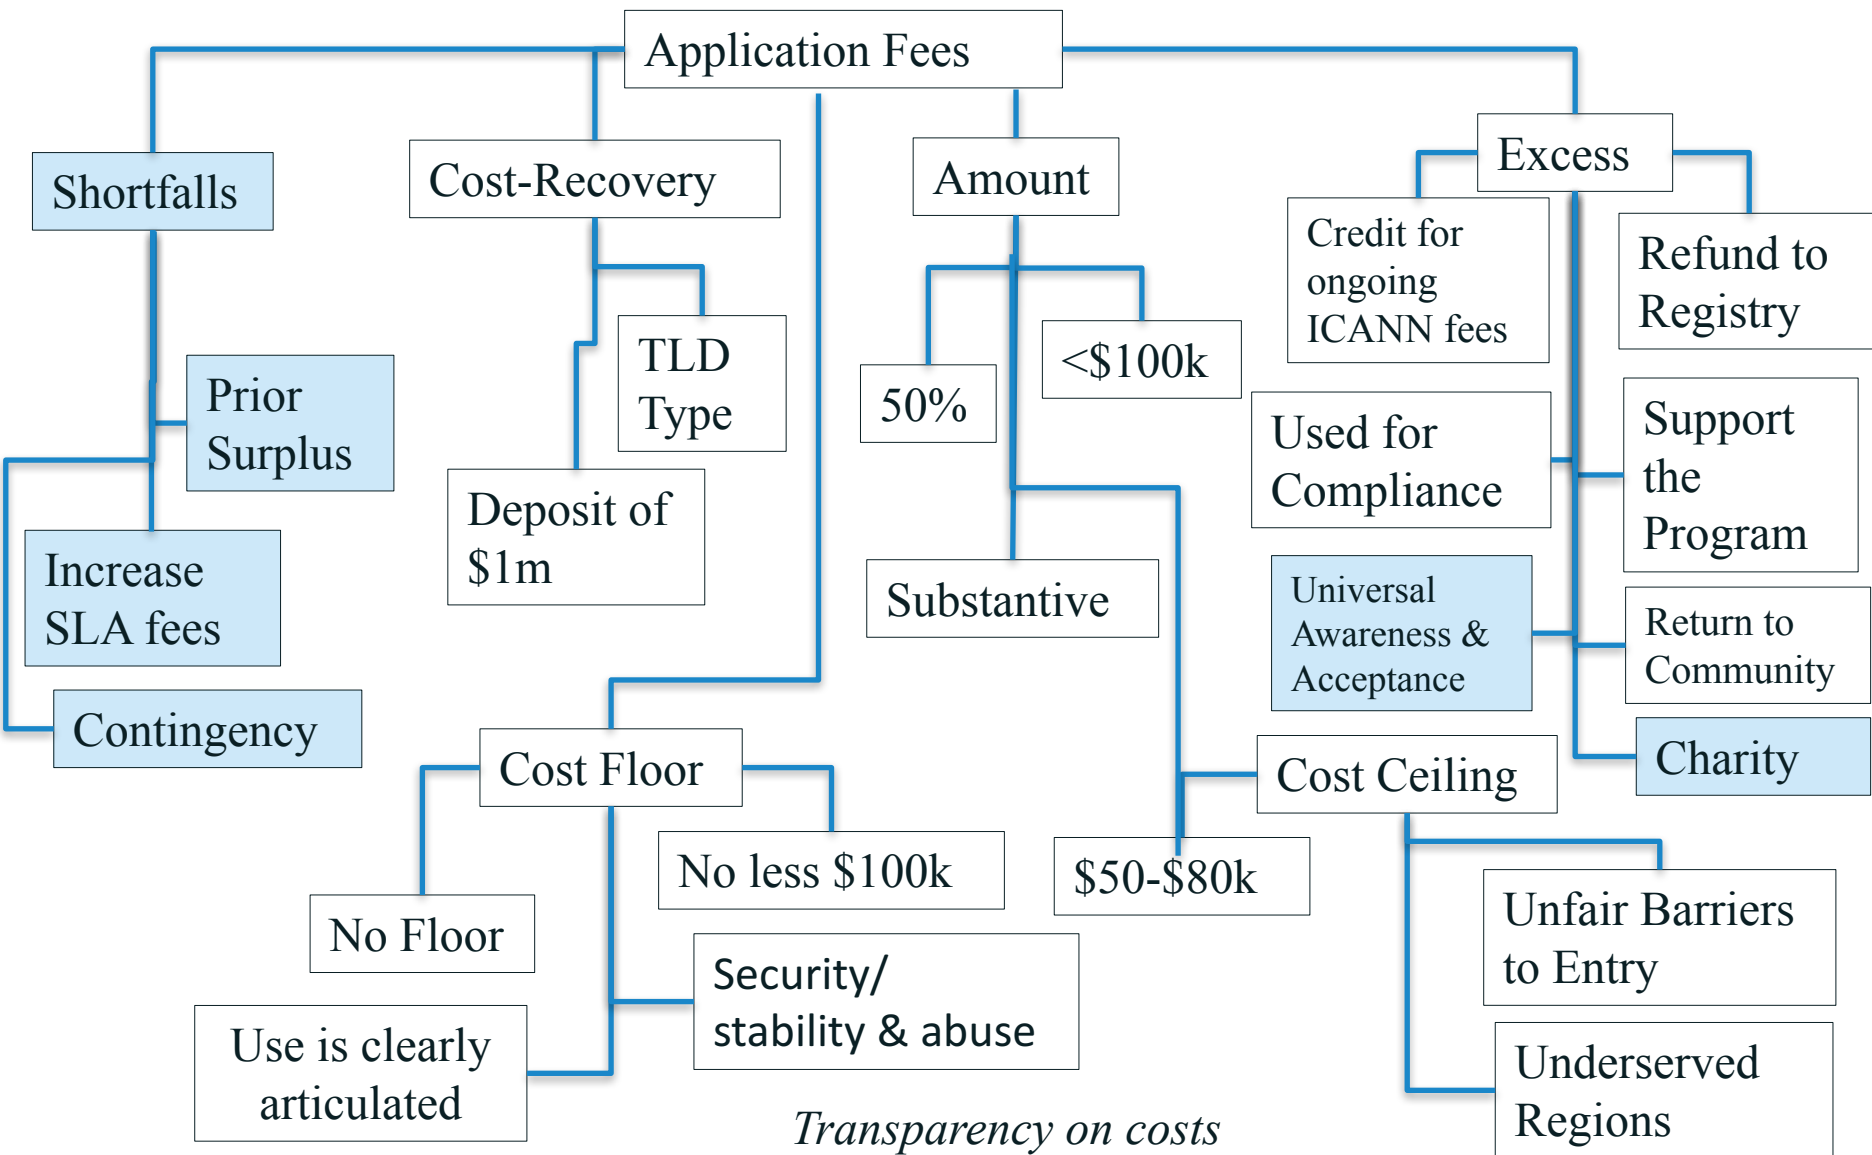 Application Fees
Shortfalls
Cost-Recovery
Amount
Excess
Credit for
ongoing
ICANN fees
Refund to
Registry
Prior
Surplus
TLD
Type
50%
<$100k
Used for
Compliance
Support
the
Program
Deposit of
$1m
Increase
SLA fees
Substantive
Universal
Awareness &
Acceptance
Return to
Community
Contingency
Cost Floor
Cost Ceiling
Charity
No less $100k
$50-$80k
No Floor
Unfair Barriers
to Entry
Security/
stability & abuse
Use is clearly
articulated
Underserved
Regions
Transparency on costs